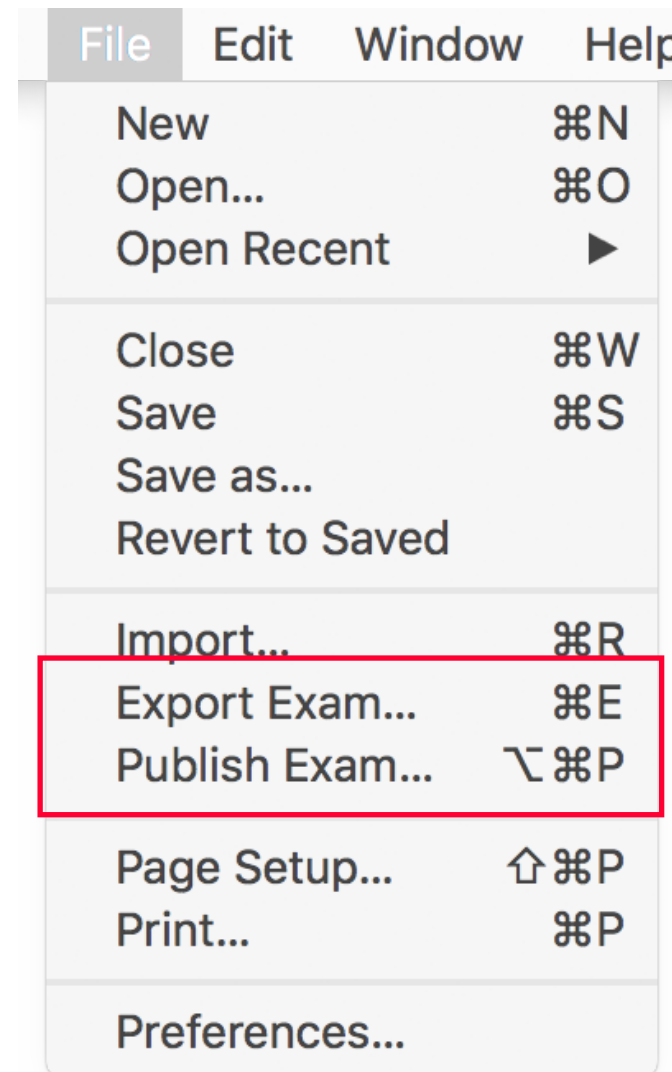 File Edit Window Help
New ⌘N
Open... ⌘O
Open Recent ▶
Close ⌘W
Save ⌘S
Save as...
Revert to Saved
Import... ⌘R
Export Exam... ⌘E
Publish Exam... ⌥⌘P
Page Setup... ⇧⌘P
Print... ⌘P
Preferences...